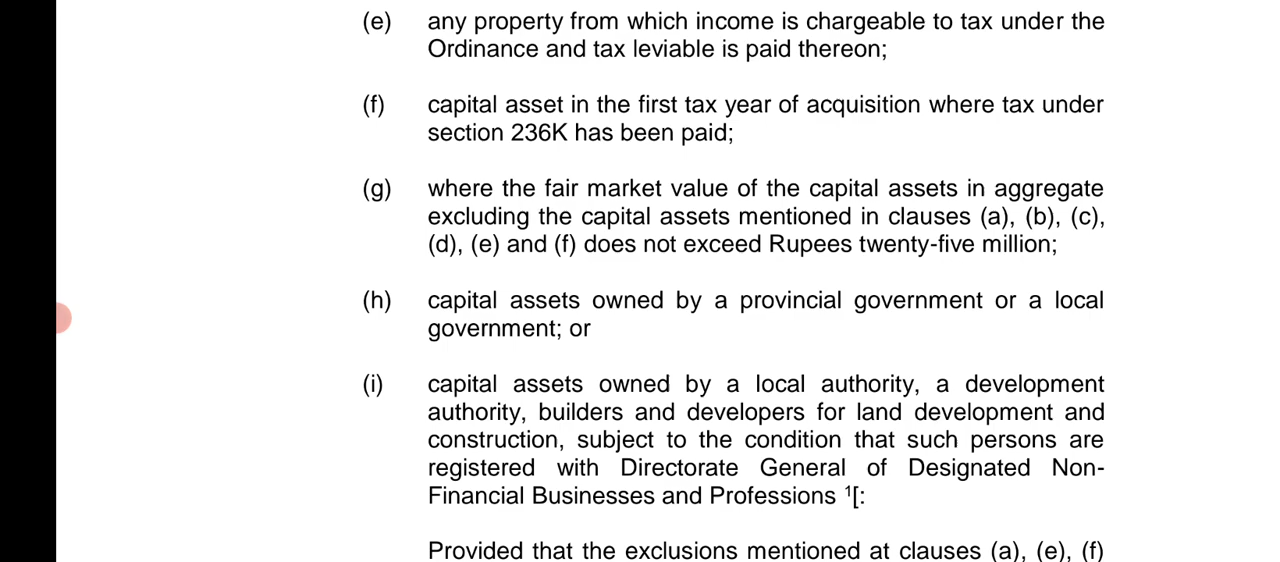 (e) any property from which income is chargeable to tax under the
Ordinance and tax leviable is paid thereon;
(f) capital asset in the first tax year of acquisition where tax under
section 236K has been paid;
(g) where the fair market value of the capital assets in aggregate
excluding the capital assets mentioned in clauses (a), (b), (c),
(d), (e) and (f) does not exceed Rupees twenty-five million;
(h) capital assets owned by a provincial government or a local
government; or
(i) capital assets owned by a local authority, a development
authority, builders and developers for land development and
construction, subject to the condition that such persons are
registered with Directorate General of Designated Non-
Financial Businesses and Professions ¹[:
Provided that the exclusions mentioned at clauses (a), (e), (f)